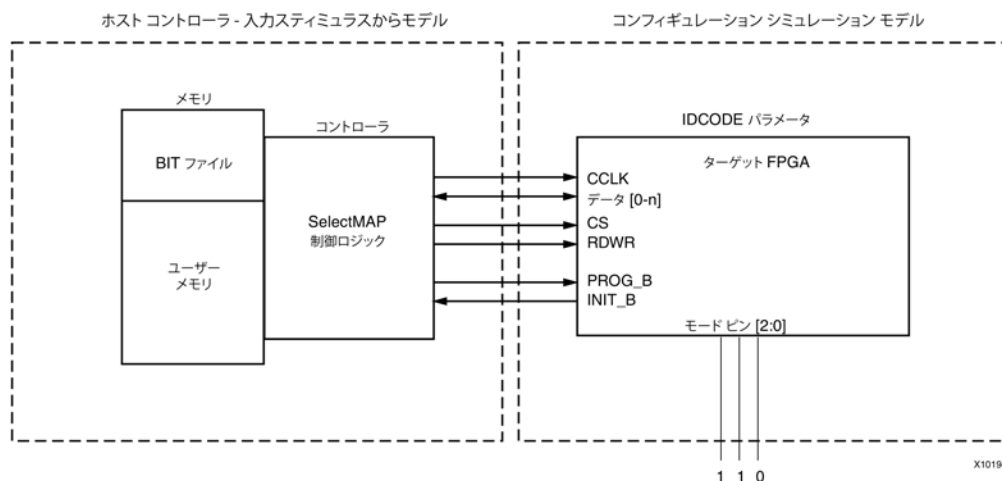 ホスト コントローラ - 入力スティミュラスからモデル
コンフィギュレーション シミュレーション モデル
メモリ
BIT ファイル
ユーザー
メモリ
コントローラ
SelectMAP
制御ロジック
IDCODE パラメータ
ターゲット FPGA
CCLK
データ [0-n]
CS
RDWR
PROG_B
INIT_B
モード ピン [2:0]
1 1 0
X1019